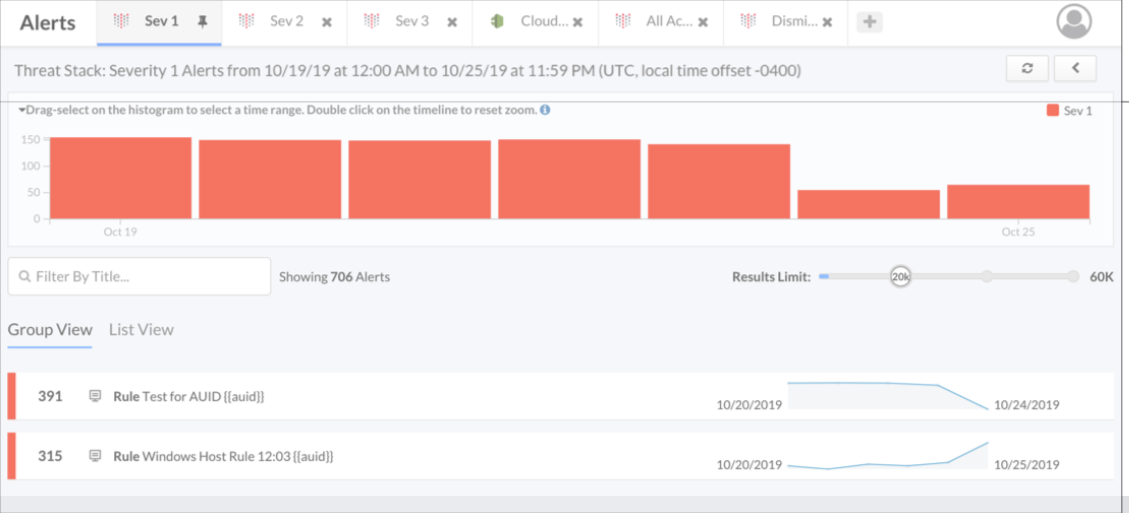 Alerts
Sev 1
Sev 2
Sev 3
Cloud...
All Ac...
Dismi...
Threat Stack: Severity 1 Alerts from 10/19/19 at 12:00 AM to 10/25/19 at 11:59 PM (UTC, local time offset -0400)
Drag-select on the histogram to select a time range. Double click on the timeline to reset zoom.
Sev 1
150
100
50
0
Oct 19
Oct 25
Filter By Title...
Showing 706 Alerts
Results Limit:
20k
60K
Group View
List View
391
Rule Test for AUID {{auid}}
10/20/2019
10/24/2019
315
Rule Windows Host Rule 12:03 {{auid}}
10/20/2019
10/25/2019